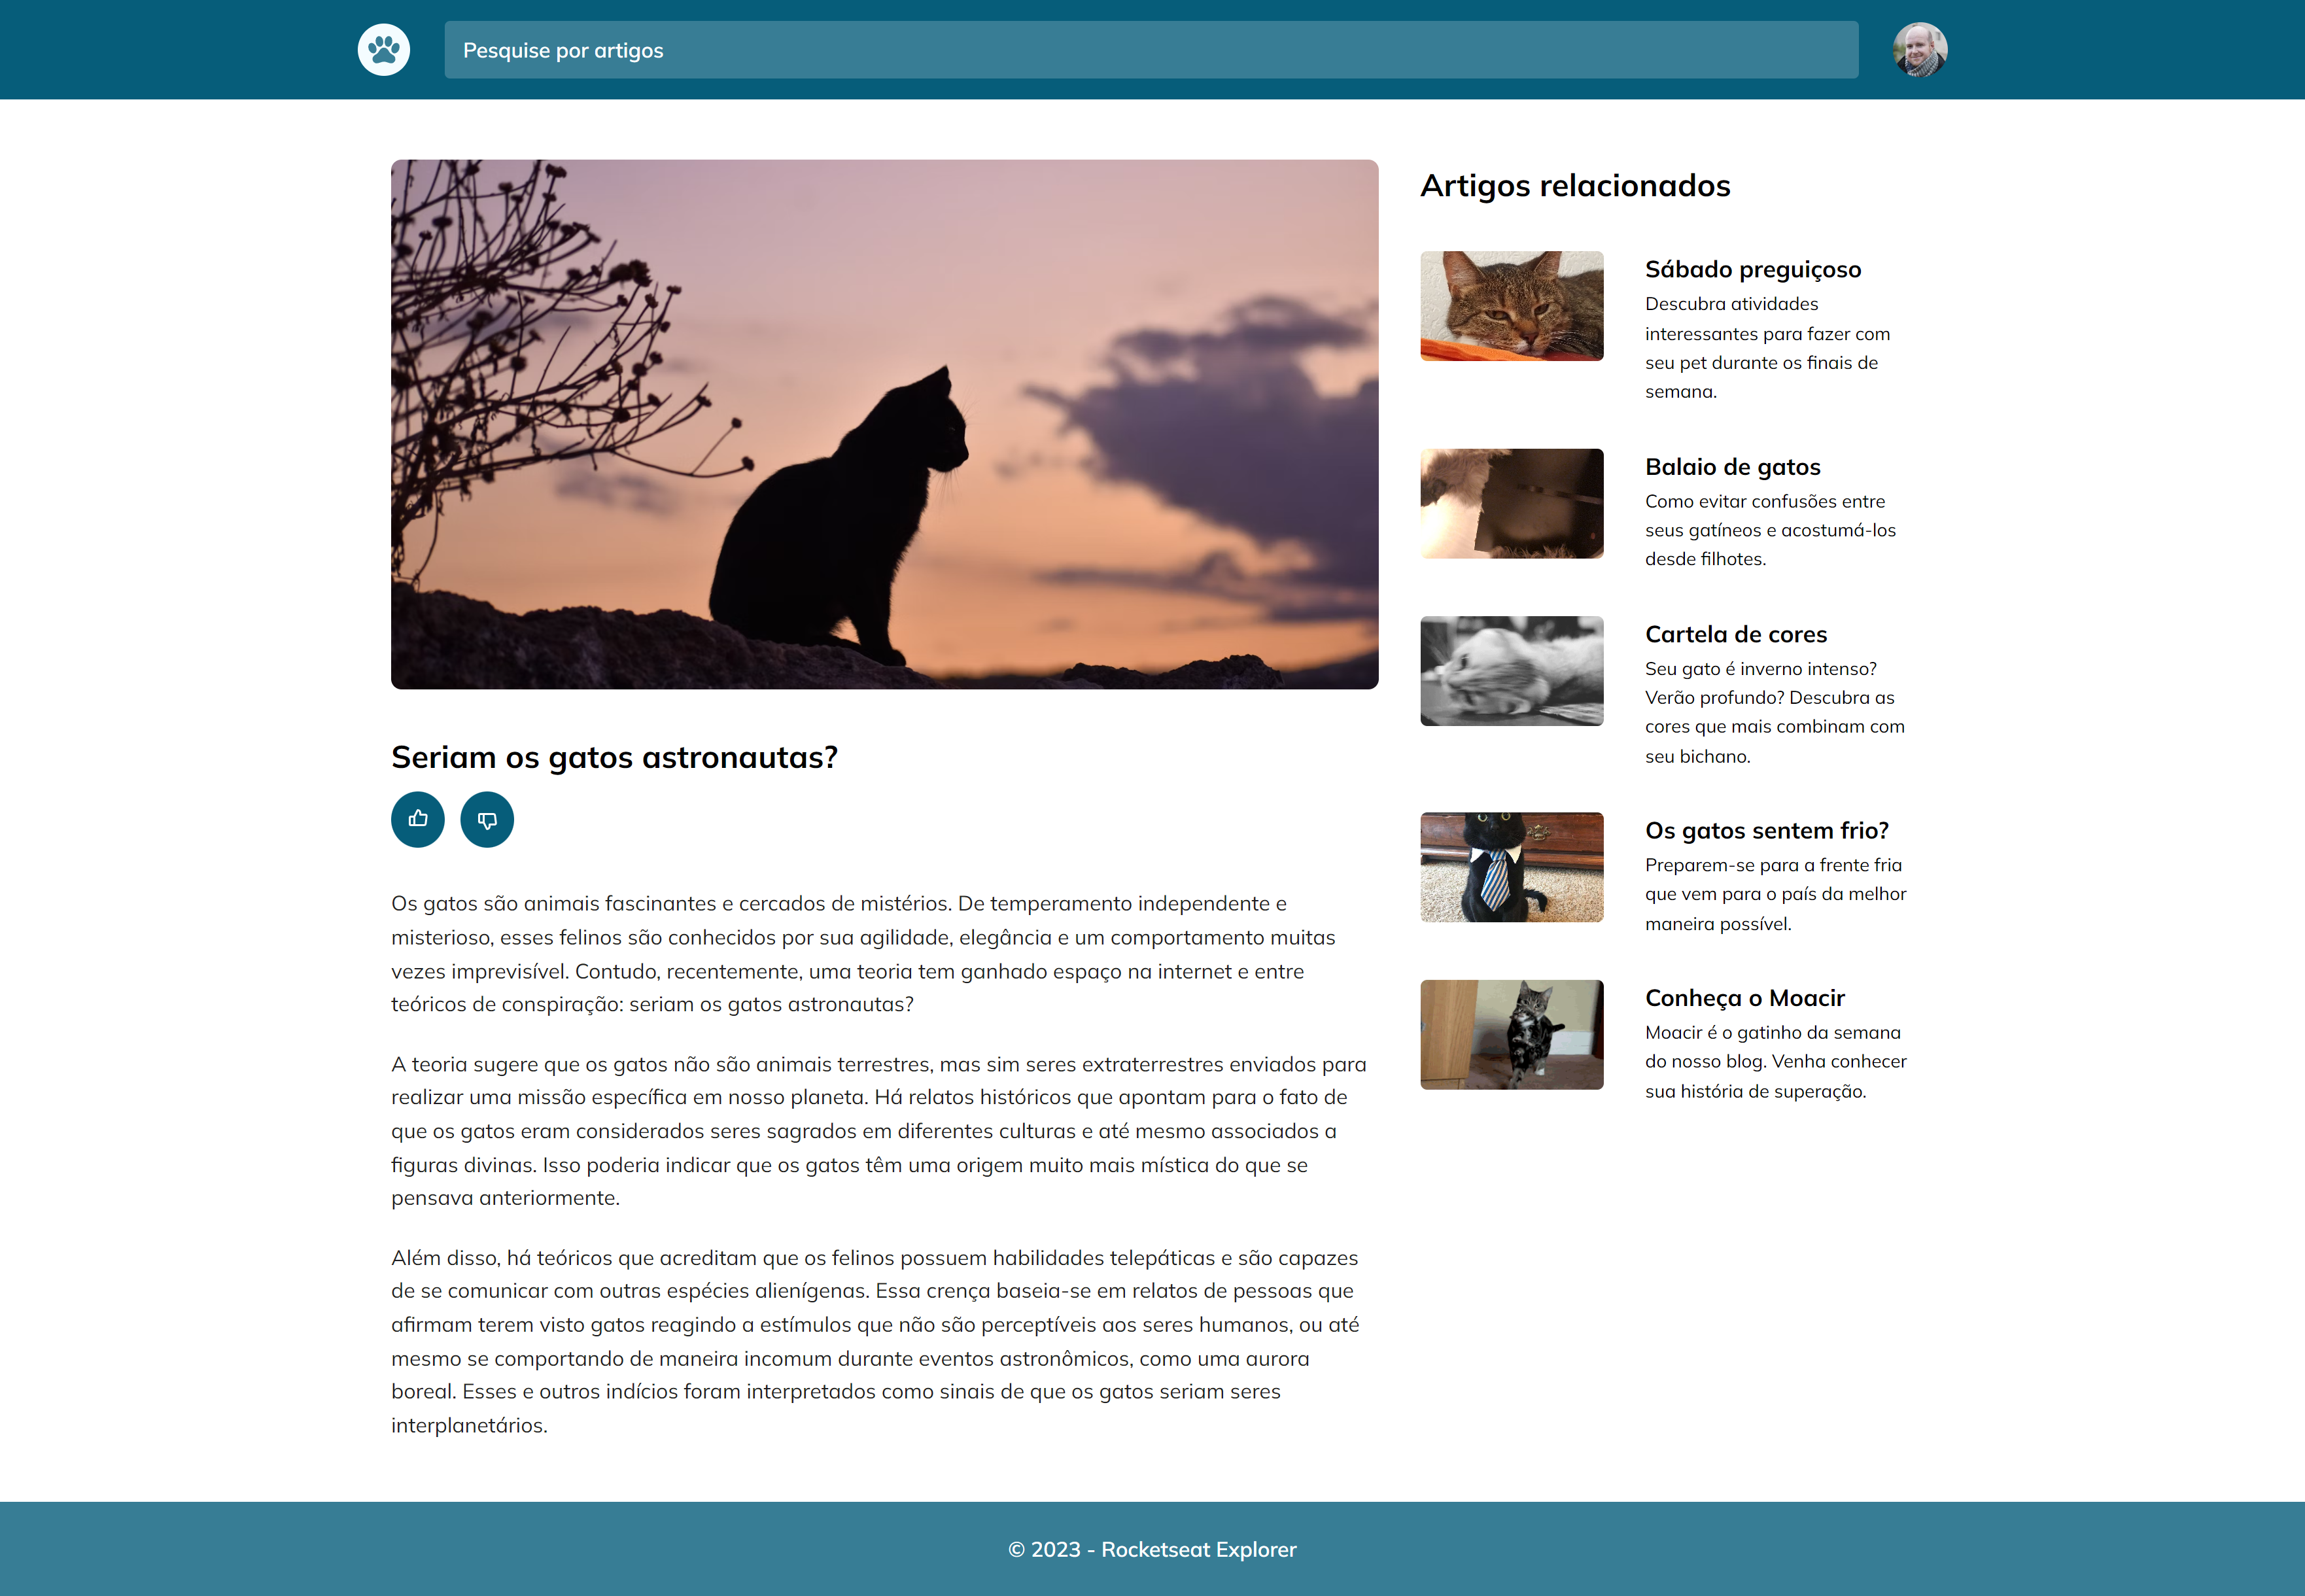 Pesquise por artigos
Seriam os gatos astronautas?
Os gatos são animais fascinantes e cercados de mistérios. De temperamento independente e
misterioso, esses felinos são conhecidos por sua agilidade, elegância e um comportamento muitas
vezes imprevisível. Contudo, recentemente, uma teoria tem ganhado espaço na internet e entre
teóricos de conspiração: seriam os gatos astronautas?
A teoria sugere que os gatos não são animais terrestres, mas sim seres extraterrestres enviados para
realizar uma missão específica em nosso planeta. Há relatos históricos que apontam para o fato de
que os gatos eram considerados seres sagrados em diferentes culturas e até mesmo associados a
figuras divinas. Isso poderia indicar que os gatos têm uma origem muito mais mística do que se
pensava anteriormente.
Além disso, há teóricos que acreditam que os felinos possuem habilidades telepáticas e são capazes
de se comunicar com outras espécies alienígenas. Essa crença baseia-se em relatos de pessoas que
afirmam terem visto gatos reagindo a estímulos que não são perceptíveis aos seres humanos, ou até
mesmo se comportando de maneira incomum durante eventos astronômicos, como uma aurora
boreal. Esses e outros indícios foram interpretados como sinais de que os gatos seriam seres
interplanetários.
Artigos relacionados
Sábado preguiçoso
Descubra atividades
interessantes para fazer com
seu pet durante os finais de
semana.
Balaio de gatos
Como evitar confusões entre
seus gatíneos e acostumá-los
desde filhotes.
Cartela de cores
Seu gato é inverno intenso?
Verão profundo? Descubra as
cores que mais combinam com
seu bichano.
Os gatos sentem frio?
Preparem-se para a frente fria
que vem para o país da melhor
maneira possível.
Conheça o Moacir
Moacir é o gatinho da semana
do nosso blog. Venha conhecer
sua história de superação.
© 2023 - Rocketseat Explorer